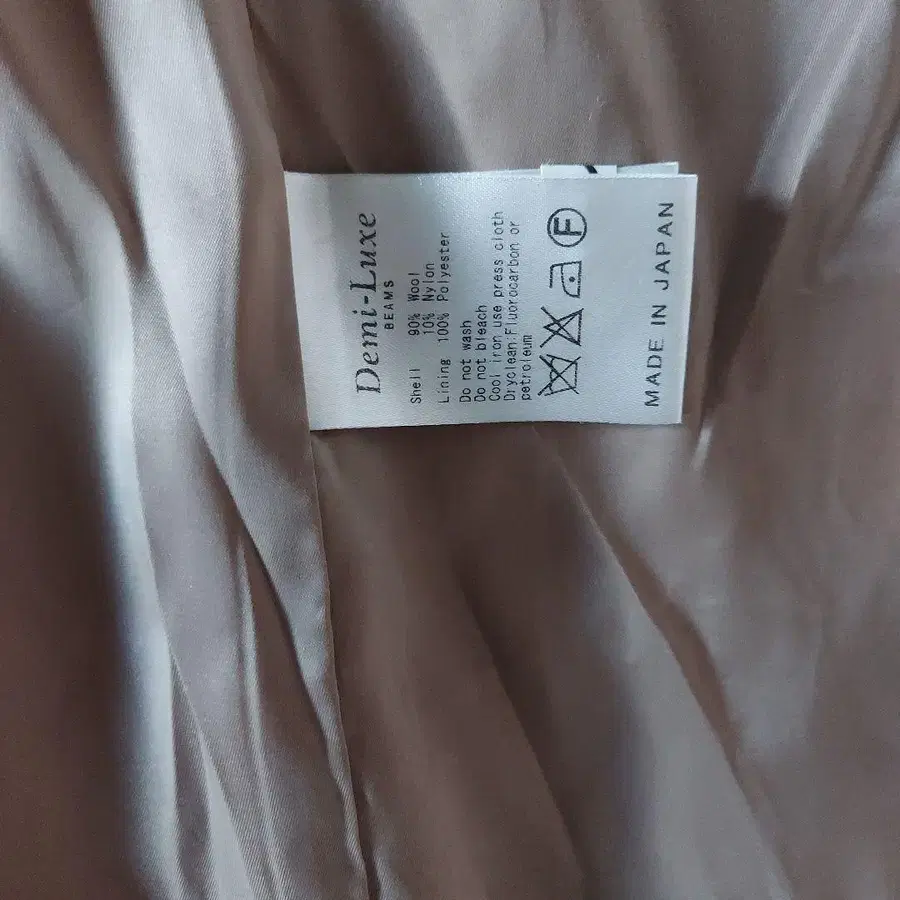 Demi-Luxe
BEAMS
Shell 90% Wool
10% Nylon
Lining 100% Polyester
Do not wash
Do not bleach
Cool iron use press cloth
Dryclean:Fluorocarbon or
petroleum
F
MADE IN JAPAN